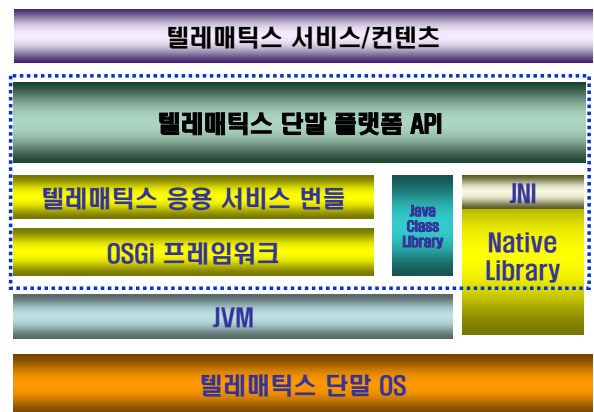 텔레매틱스 서비스/컨텐츠
텔레매틱스 단말 플랫폼 API
텔레매틱스 응용 서비스 번들
OSGi 프레임워크
Java
Class
Library
JNI
Native
Library
JVM
텔레매틱스 단말 OS